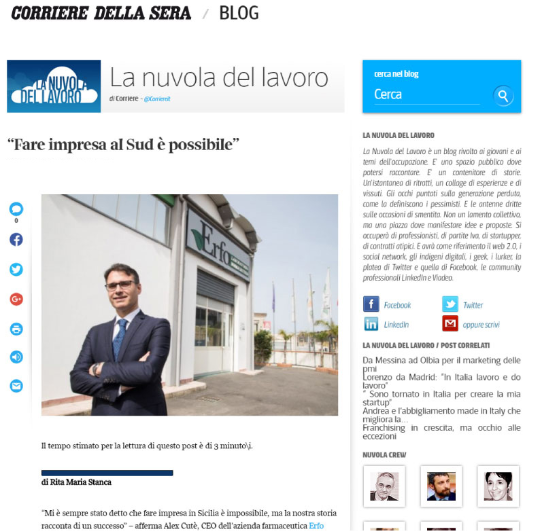 CORRIERE DELLA SERA / BLOG
LA NUVOLA
DEL LAVORO
La nuvola del lavoro
di Corriere - @Corriereit
cerca nel blog
Cerca
“Fare impresa al Sud è possibile”
0
Erfo
Il tempo stimato per la lettura di questo post è di 3 minuto\i.
di Rita Maria Stanca
"Mi è sempre stato detto che fare impresa in Sicilia è impossibile, ma la nostra storia
racconta di un successo" – afferma Alex Cutè, CEO dell'azienda farmaceutica Erfo
LA NUVOLA DEL LAVORO
La Nuvola del Lavoro è un blog rivolto ai giovani e ai
temi dell'occupazione. E' uno spazio pubblico dove
potersi raccontare. E' un contenitore di storie.
Un'istantaneo di ritratti, un collage di esperienze e di
vissuti. Gli occhi puntati sulla generazione perduta,
come la definiscono i pessimisti. E le antenne dritte
sulle occasioni di smentita. Non un lamento collettivo,
ma una piazza dove manifestare idee e proposte. Si
occuperà di professionisti, di partite Iva, di startupper,
di contratti atipici. E avrà come riferimento il web 2.0, i
social network, gli indigeni digitali, i geek, i lurker, la
platea di Twitter e quella di Facebook, le community
professionali LinkedIn e Viadeo.
Facebook
Twitter
LinkedIn
oppure scrivi
LA NUVOLA DEL LAVORO / POST CORRELATI
Da Messina ad Olbia per il marketing delle
pmi
Lorenzo da Madrid: "In Italia lavoro e do
lavoro"
" Sono tornato in Italia per creare la mia
startup"
Andrea e l'abbigliamento made in Italy che
migliora la...
Franchising in crescita, ma occhio alle
eccezioni
NUVOLA CREW